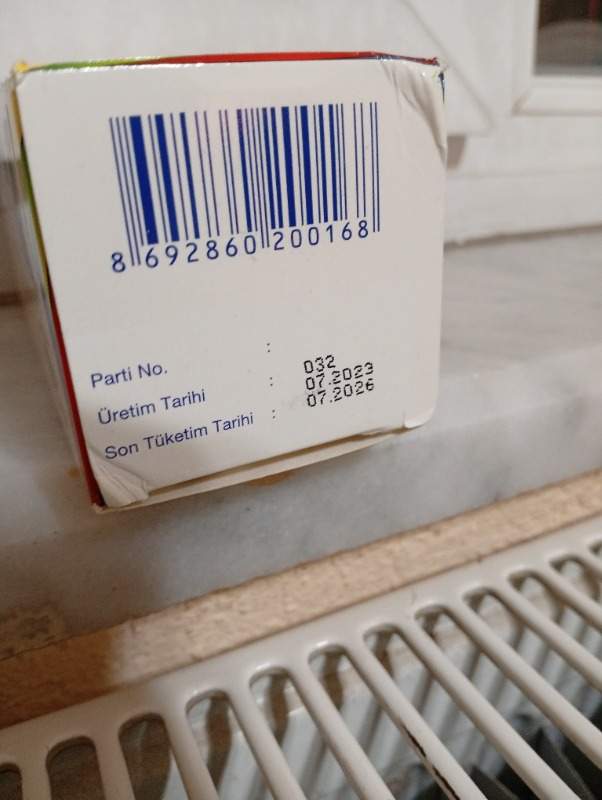 8 692860 200168
Parti No. : 032
Üretim Tarihi : 07.2023
Son Tüketim Tarihi : 07.2026